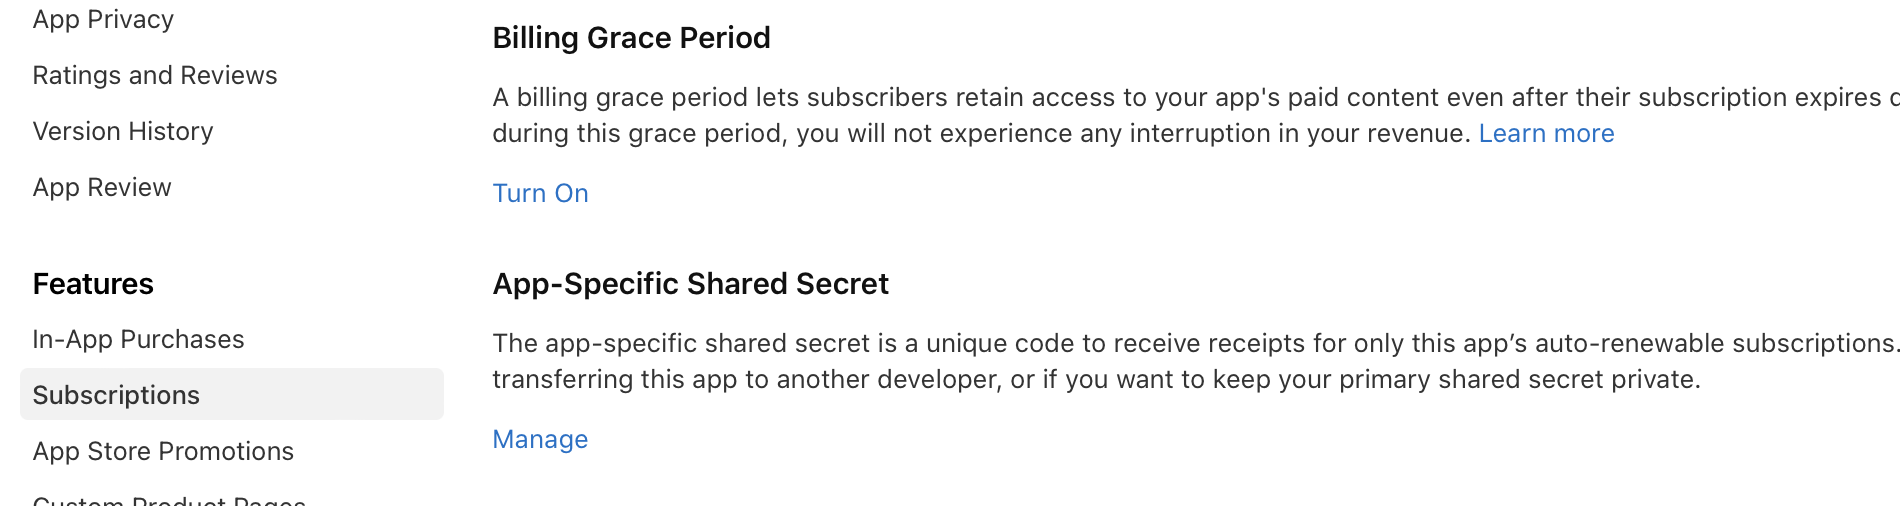 App Privacy
Ratings and Reviews
Version History
App Review
Features
In-App Purchases
Subscriptions
App Store Promotions
Custom Product Pages
Billing Grace Period
A billing grace period lets subscribers retain access to your app's paid content even after their subscription expires
during this grace period, you will not experience any interruption in your revenue. Learn more
Turn On
App-Specific Shared Secret
The app-specific shared secret is a unique code to receive receipts for only this app’s auto-renewable subscriptions.
transferring this app to another developer, or if you want to keep your primary shared secret private.
Manage